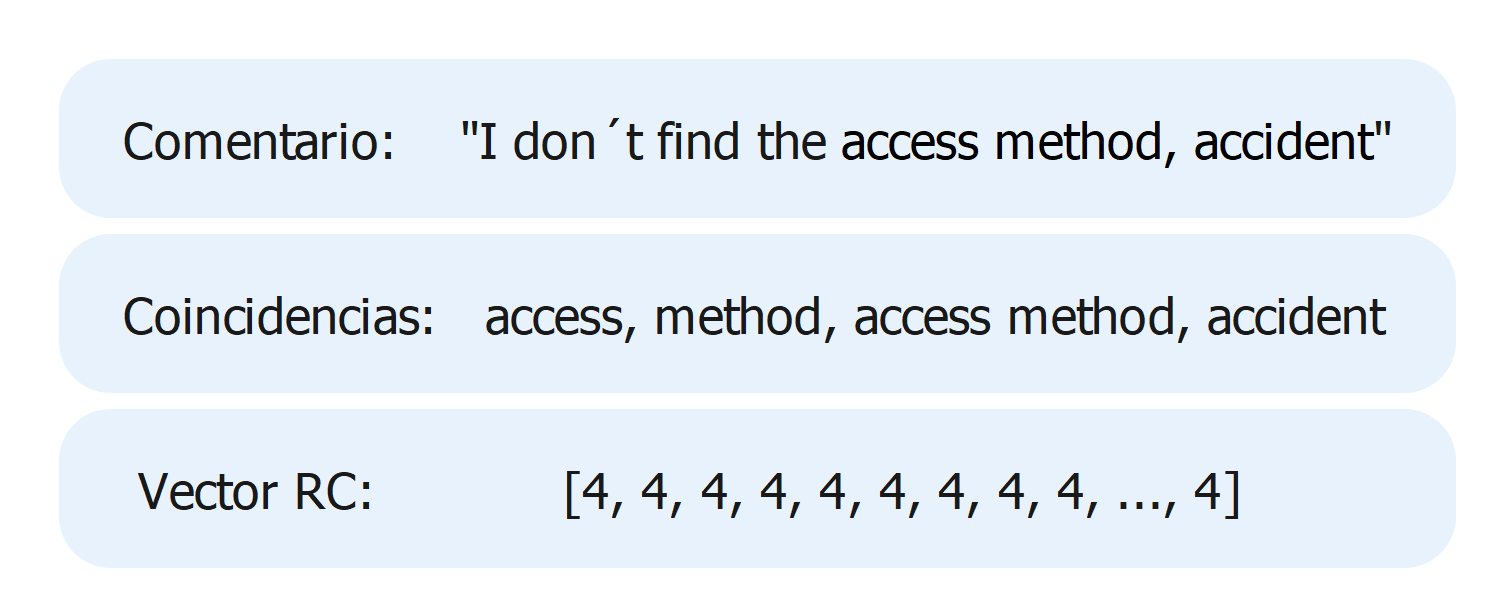 Comentario: "I don´t find the access method, accident"
Coincidencias: access, method, access method, accident
Vector RC: [4, 4, 4, 4, 4, 4, 4, 4, 4, ..., 4]